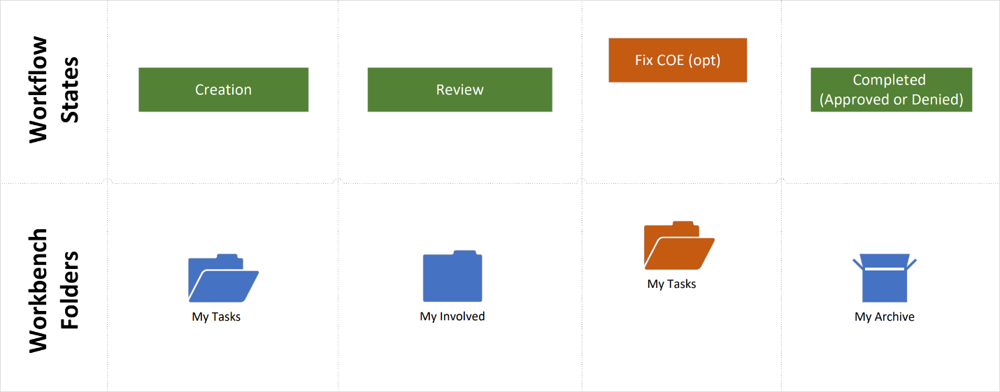 Workflow
States
Creation
Review
Fix COE (opt)
Completed
(Approved or Denied)
Workbench
Folders
My Tasks
My Involved
My Tasks
My Archive